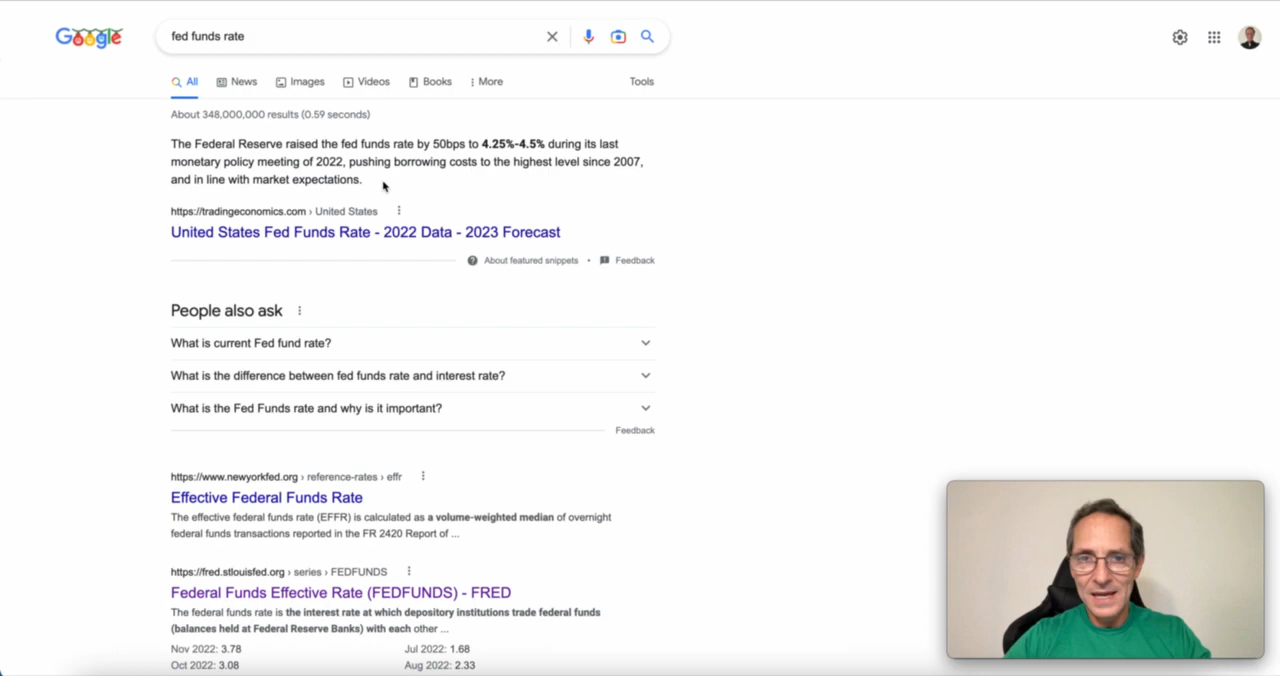 Google
fed funds rate
All
News
Images
Videos
Books
More
Tools
About 348,000,000 results (0.59 seconds)
The Federal Reserve raised the fed funds rate by 50bps to 4.25%-4.5% during its last
monetary policy meeting of 2022, pushing borrowing costs to the highest level since 2007,
and in line with market expectations.
https://tradingeconomics.com › United States
United States Fed Funds Rate - 2022 Data - 2023 Forecast
About featured snippets • Feedback
People also ask
What is current Fed fund rate?
What is the difference between fed funds rate and interest rate?
What is the Fed Funds rate and why is it important?
Feedback
https://www.newyorkfed.org › reference-rates › effr
Effective Federal Funds Rate
The effective federal funds rate (EFFR) is calculated as a volume-weighted median of overnight
federal funds transactions reported in the FR 2420 Report of ...
https://fred.stlouisfed.org › series › FEDFUNDS
Federal Funds Effective Rate (FEDFUNDS) - FRED
The federal funds rate is the interest rate at which depository institutions trade federal funds
(balances held at Federal Reserve Banks) with each other ...
Nov 2022: 3.78 Jul 2022: 1.68
Oct 2022: 3.08 Aug 2022: 2.33